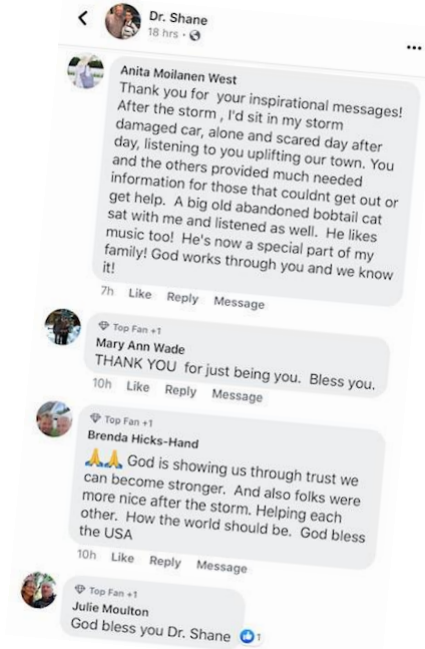 Dr. Shane
18 hrs ·
Anita Moilanen West
Thank you for your inspirational messages!
After the storm , I'd sit in my storm
damaged car, alone and scared day after
day, listening to you uplifting our town. You
and the others provided much needed
information for those that couldnt get out or
get help. A big old abandoned bobtail cat
sat with me and listened as well. He likes
music too! He's now a special part of my
family! God works through you and we know
it!
7h Like Reply Message
Top Fan +1
Mary Ann Wade
THANK YOU for just being you. Bless you.
10h Like Reply Message
Top Fan +1
Brenda Hicks-Hand
🙏🙏 God is showing us through trust we
can become stronger. And also folks were
more nice after the storm. Helping each
other. How the world should be. God bless
the USA
10h Like Reply Message
Top Fan +1
Julie Moulton
God bless you Dr. Shane 1